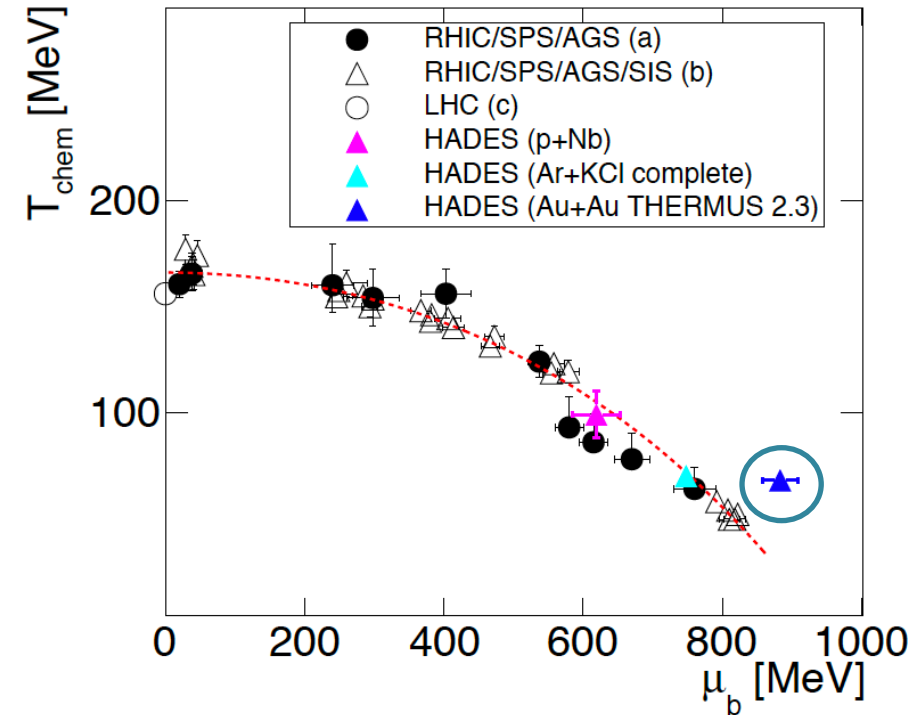 T_chem [MeV]
RHIC/SPS/AGS (a)
RHIC/SPS/AGS/SIS (b)
LHC (c)
HADES (p+Nb)
HADES (Ar+KCl complete)
HADES (Au+Au THERMUS 2.3)
200
100
0 200 400 600 800 1000
μ_b [MeV]